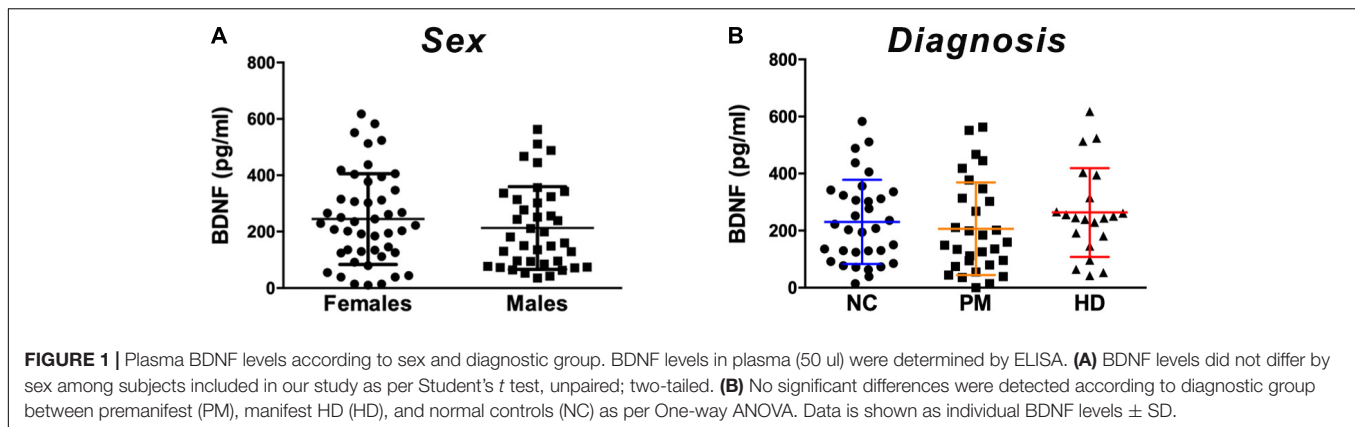 A
Sex
BDNF (pg/ml)
800
600
400
200
0
Females
Males
B
Diagnosis
BDNF (pg/ml)
800
600
400
200
0
NC
PM
HD
FIGURE 1 | Plasma BDNF levels according to sex and diagnostic group. BDNF levels in plasma (50 ul) were determined by ELISA. (A) BDNF levels did not differ by
sex among subjects included in our study as per Student's t test, unpaired; two-tailed. (B) No significant differences were detected according to diagnostic group
between premanifest (PM), manifest HD (HD), and normal controls (NC) as per One-way ANOVA. Data is shown as individual BDNF levels ± SD.